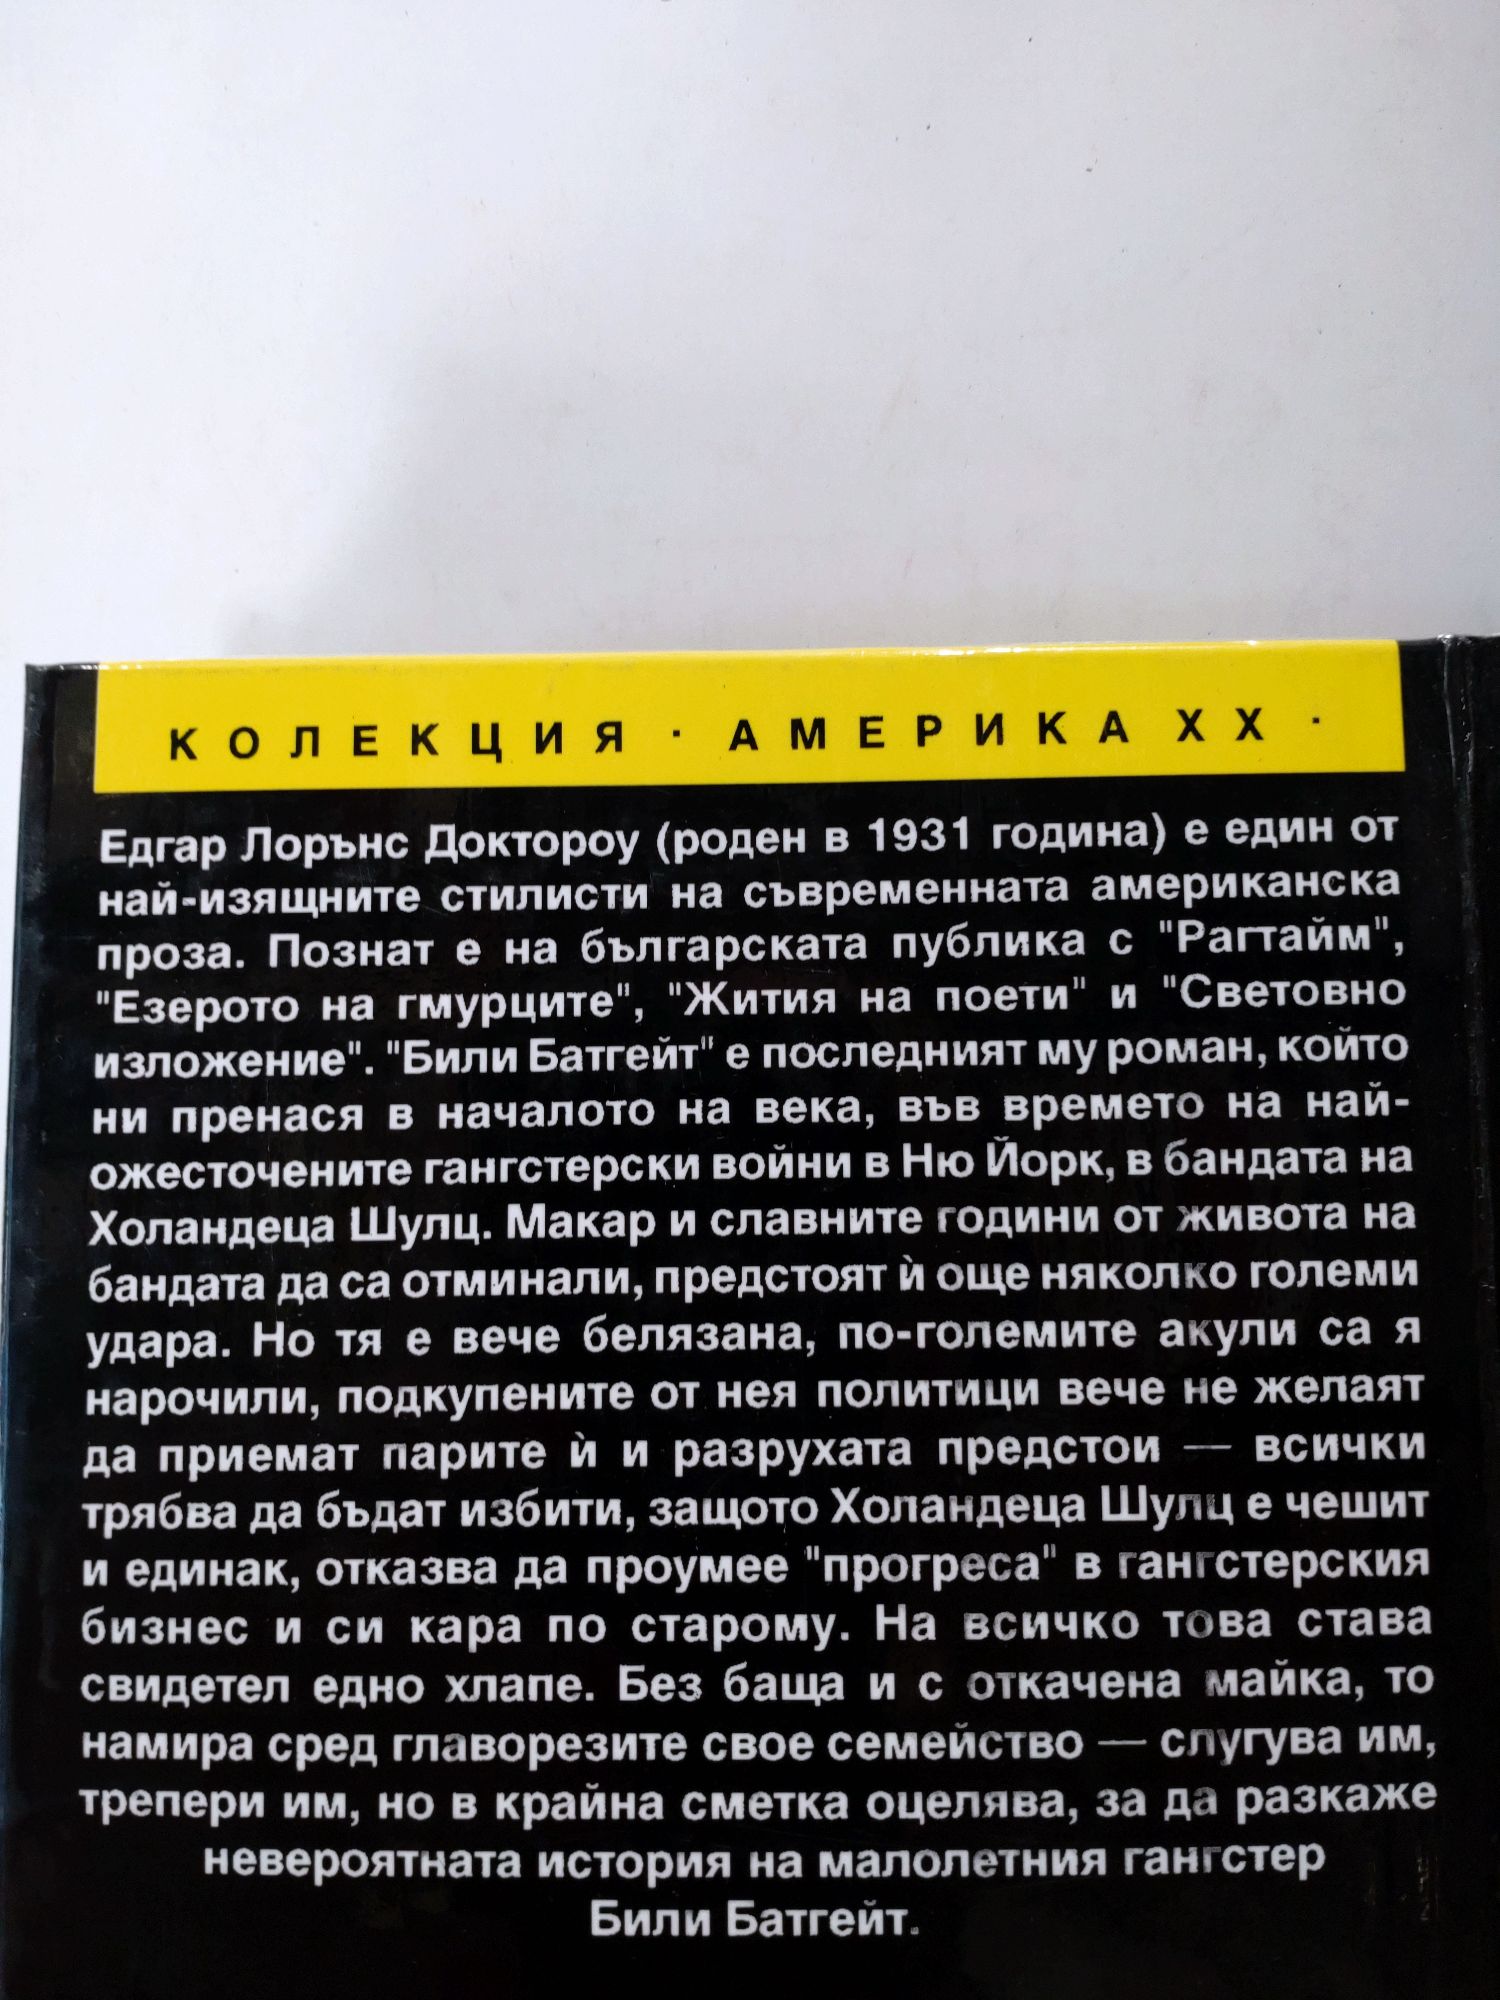 КОЛЕКЦИЯ · АМЕРИКА XX ·
Едгар Лорънс Доктороу (роден в 1931 година) е един от
най-изящните стилисти на съвременната американска
проза. Познат е на българската публика с "Рагтайм",
"Езерото на гмурците", "Жития на поети" и "Световно
изложение". "Били Батгейт" е последният му роман, който
ни пренася в началото на века, във времето на най-
ожесточените гангстерски войни в Ню Йорк, в бандата на
Холандеца Шулц. Макар и славните години от живота на
бандата да са отминали, предстоят ѝ още няколко големи
удара. Но тя е вече белязана, по-големите акули са я
нарочили, подкупените от нея политици вече не желаят
да приемат парите ѝ и разрухата предстои — всички
трябва да бъдат избити, защото Холандеца Шулц е чешит
и единак, отказва да проумее "прогреса" в гангстерския
бизнес и си кара по старому. На всичко това става
свидетел едно хлапе. Без баща и с откачена майка, то
намира сред главорезите свое семейство — слугува им,
трепери им, но в крайна сметка оцелява, за да разкаже
невероятната история на малолетния гангстер
Били Батгейт.